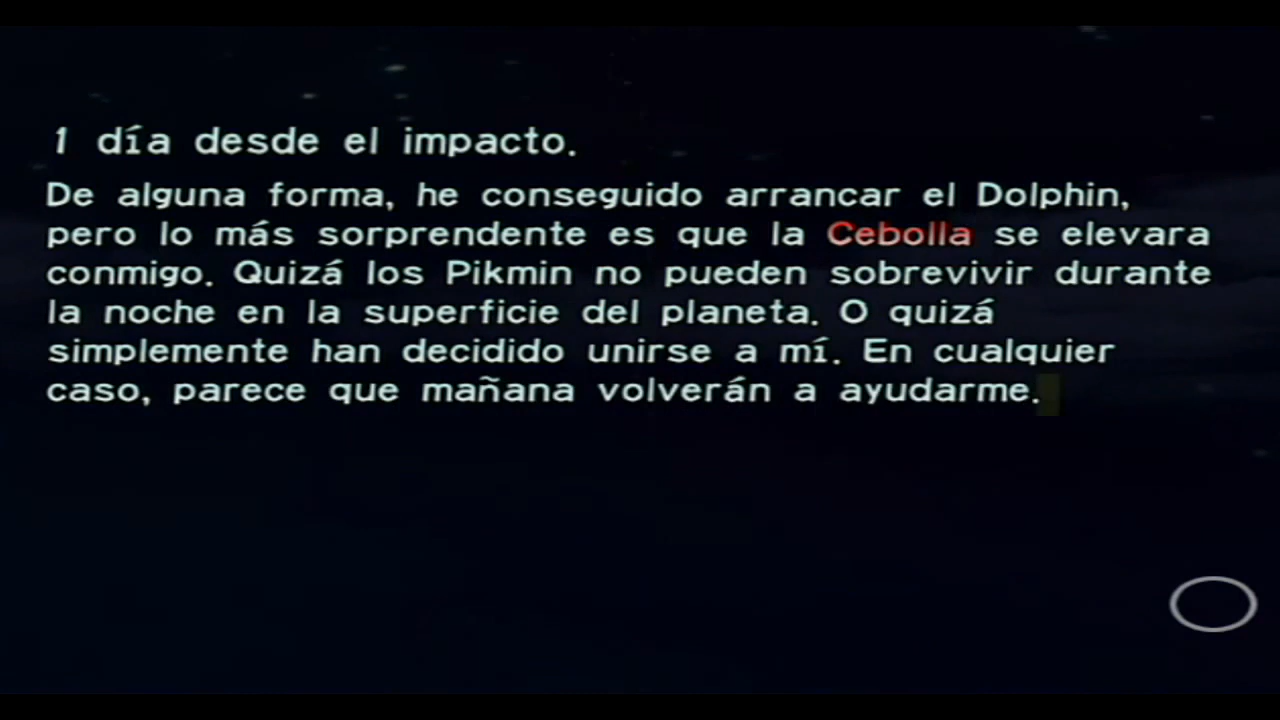 1 día desde el impacto.
De alguna forma, he conseguido arrancar el Dolphin,
pero lo más sorprendente es que la Cebolla se elevara
conmigo. Quizá los Pikmin no pueden sobrevivir durante
la noche en la superficie del planeta. O quizá
simplemente han decidido unirse a mí. En cualquier
caso, parece que mañana volverán a ayudarme.